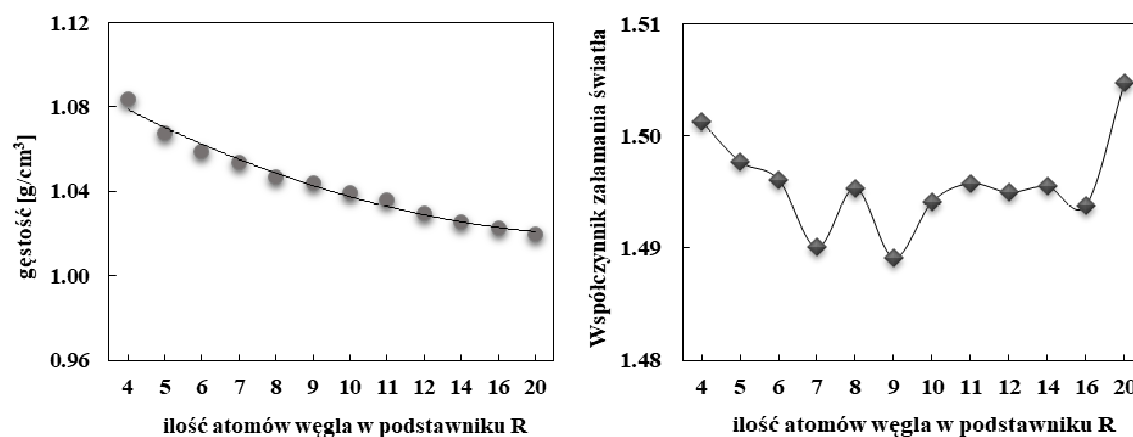 gęstość [g/cm³]
1.12
1.08
1.04
1.00
0.96
4 5 6 7 8 9 10 11 12 14 16 20
ilość atomów węgla w podstawniku R
Współczynnik załamania światła
1.51
1.50
1.49
1.48
4 5 6 7 8 9 10 11 12 14 16 20
ilość atomów węgla w podstawniku R